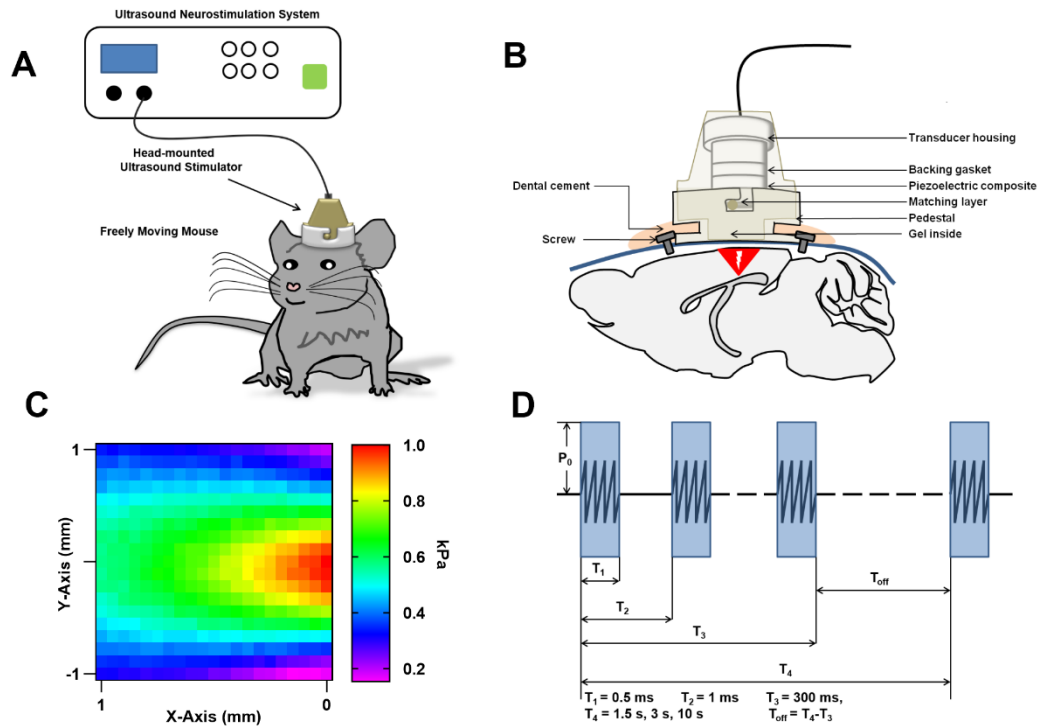 Ultrasound Neurostimulation System
A
Head-mounted
Ultrasound Stimulator
Freely Moving Mouse
B
Transducer housing
Backing gasket
Dental cement
Piezoelectric composite
Matching layer
Pedestal
Screw
Gel inside
C
1
-1
Y-Axis (mm)
1
0
X-Axis (mm)
1.0
0.8
0.6
0.4
0.2
kPa
D
P₀
T₁
T₂
T₃
Toff
T₄
T₁ = 0.5 ms T₂ = 1 ms T₃ = 300 ms,
T₄ = 1.5 s, 3 s, 10 s Toff = T₄-T₃